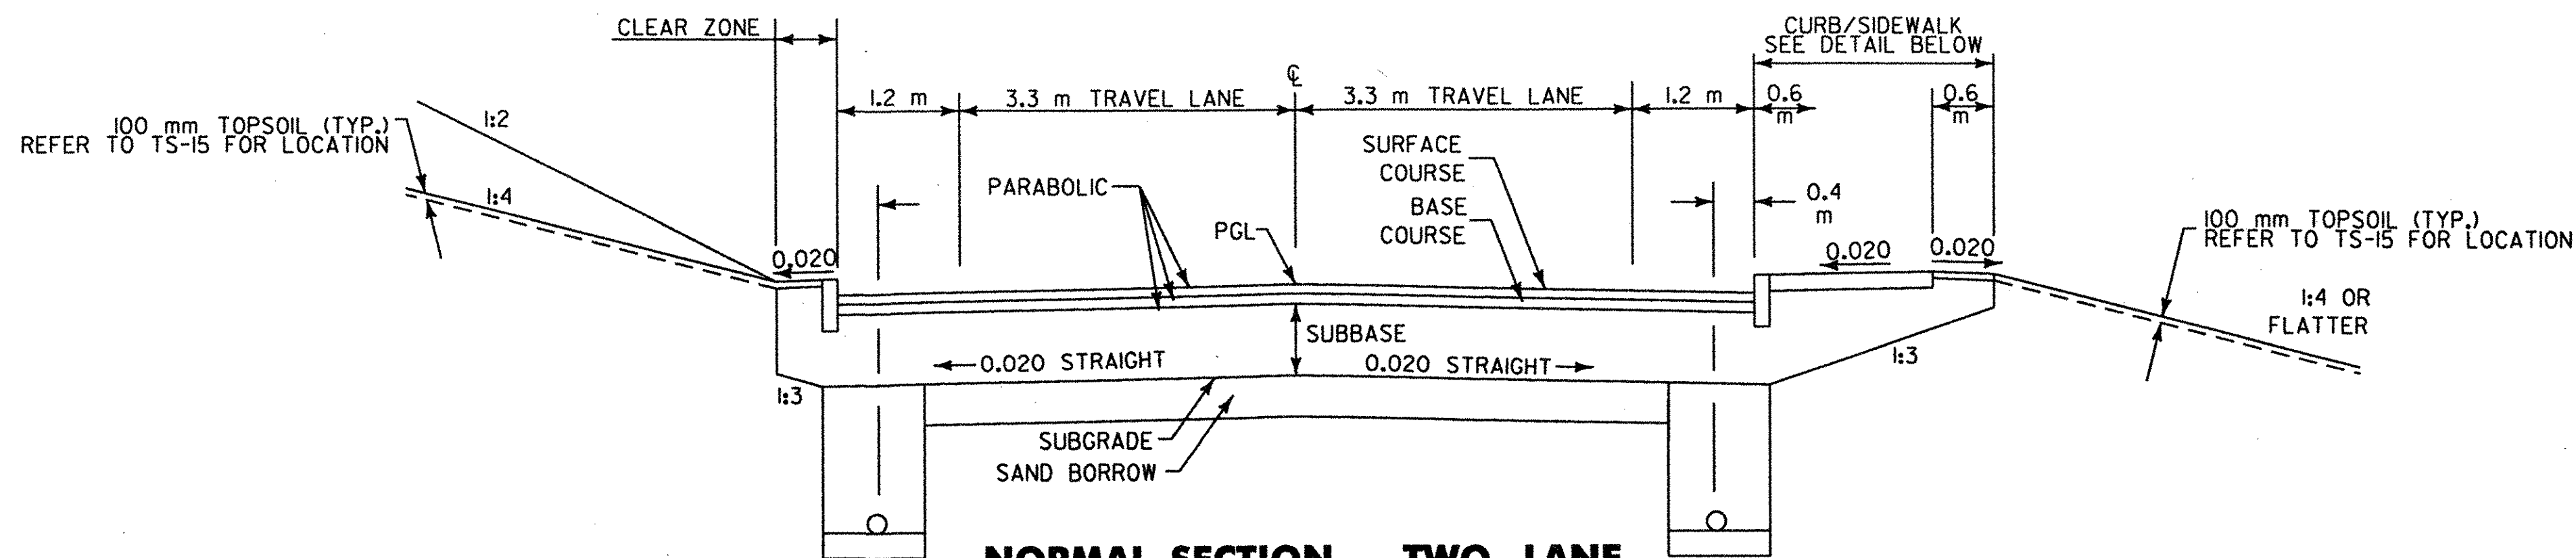 CLEAR ZONE
CURB/SIDEWALK
SEE DETAIL BELOW
℄
1.2 m
3.3 m TRAVEL LANE
3.3 m TRAVEL LANE
1.2 m
0.6
m
0.6
m
100 mm TOPSOIL (TYP.)
REFER TO TS-15 FOR LOCATION
1:2
1:4
PARABOLIC
SURFACE
COURSE
BASE
COURSE
0.4
m
PGL
100 mm TOPSOIL (TYP.)
REFER TO TS-15 FOR LOCATION
0.020
0.020
0.020
1:4 OR
FLATTER
SUBBASE
0.020 STRAIGHT
0.020 STRAIGHT
1:3
1:3
SUBGRADE
SAND BORROW
NORMAL SECTION TWO LANE